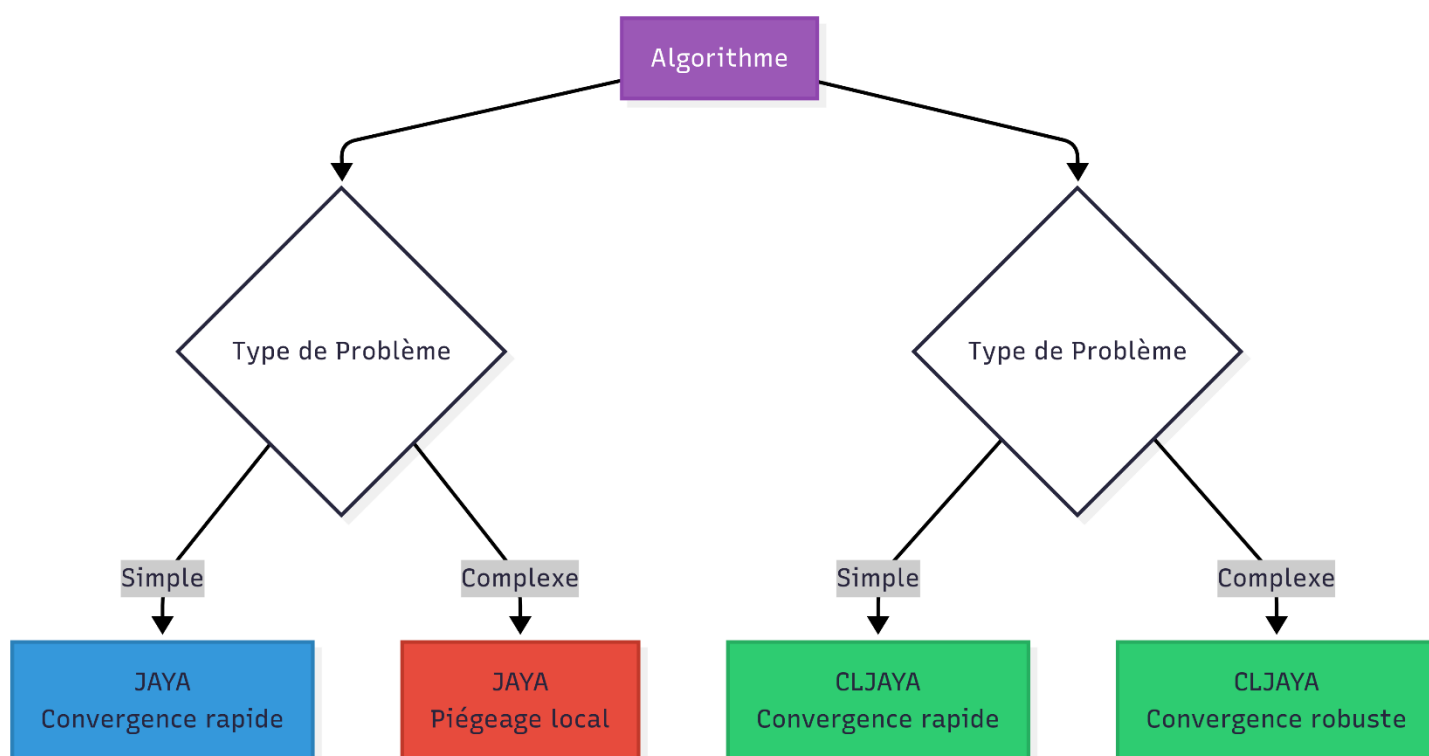 Algorithme
Type de Problème
Type de Problème
Simple
Complexe
Simple
Complexe
JAYA
Convergence rapide
JAYA
Piégeage local
CLJAYA
Convergence rapide
CLJAYA
Convergence robuste